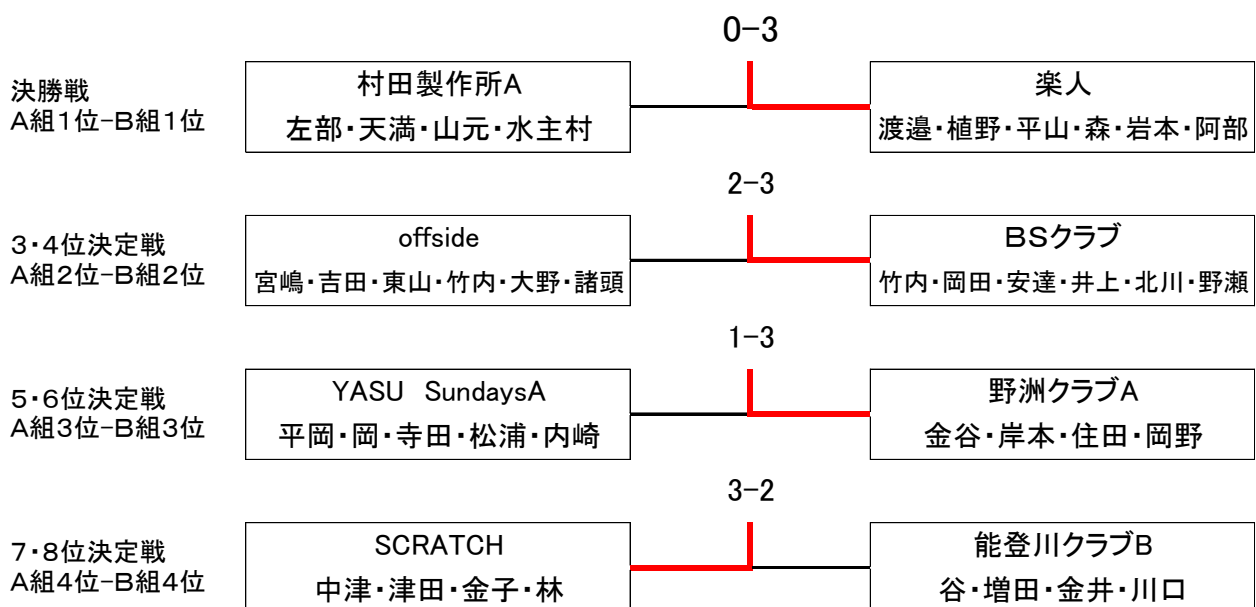 0-3
決勝戦
A組1位-B組1位
村田製作所A
左部・天満・山元・水主村
楽人
渡邉・植野・平山・森・岩本・阿部
2-3
3・4位決定戦
A組2位-B組2位
offside
宮嶋・吉田・東山・竹内・大野・諸頭
BSクラブ
竹内・岡田・安達・井上・北川・野瀬
1-3
5・6位決定戦
A組3位-B組3位
YASU　SundaysA
平岡・岡・寺田・松浦・内崎
野洲クラブA
金谷・岸本・住田・岡野
3-2
7・8位決定戦
A組4位-B組4位
SCRATCH
中津・津田・金子・林
能登川クラブB
谷・増田・金井・川口